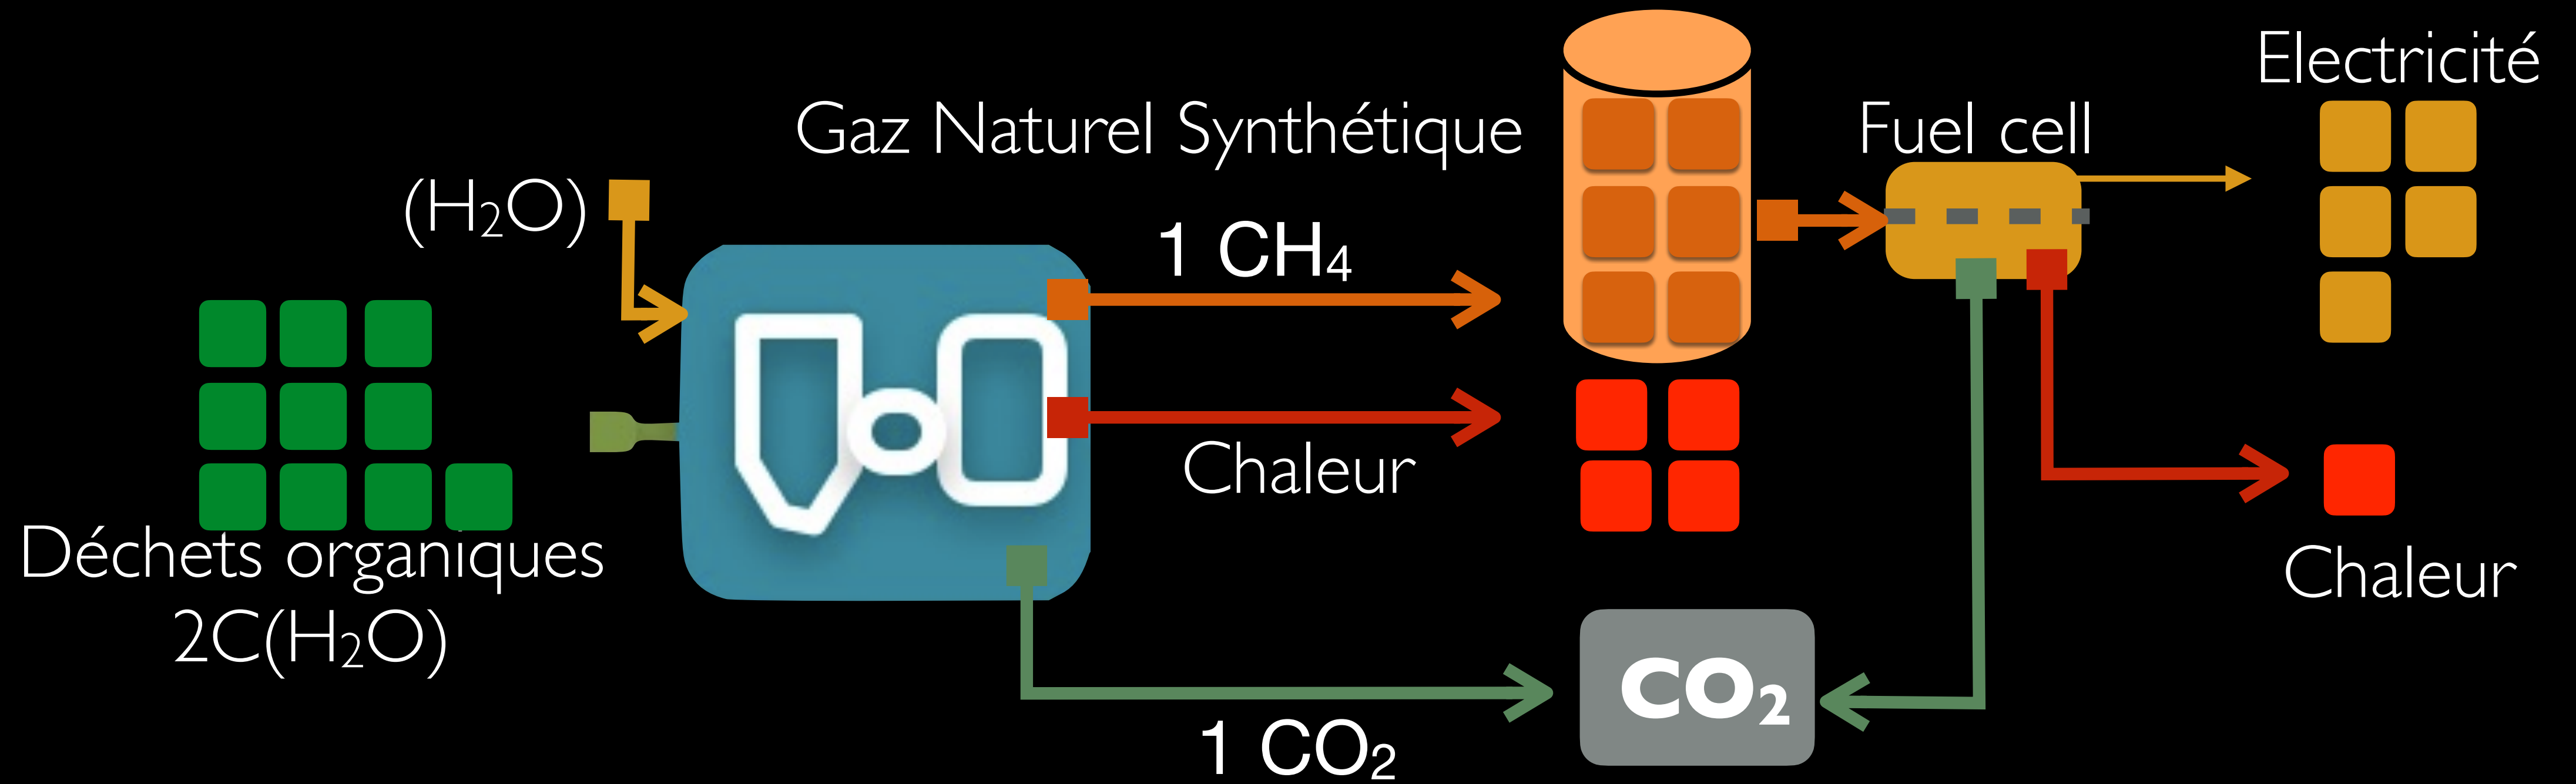 Electricité
Gaz Naturel Synthétique
Fuel cell
(H₂O)
1 CH₄
Chaleur
Déchets organiques
2C(H₂O)
Chaleur
CO₂
1 CO₂